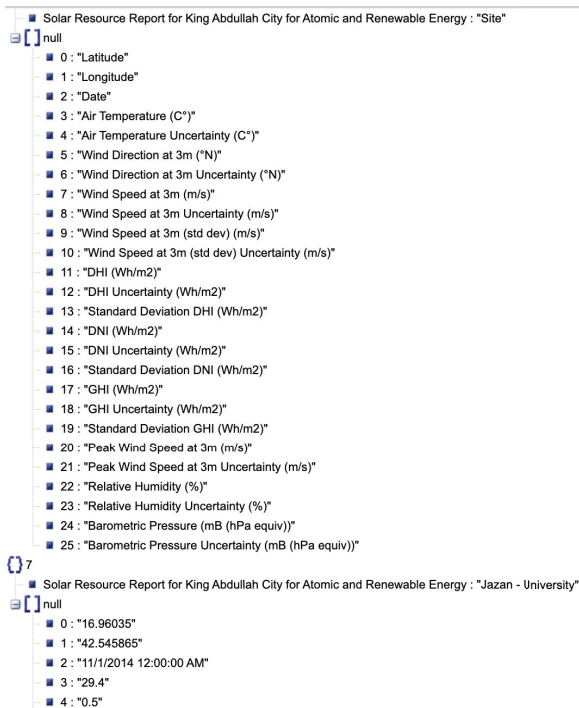 Solar Resource Report for King Abdullah City for Atomic and Renewable Energy : "Site"
null
0 : "Latitude"
1 : "Longitude"
2 : "Date"
3 : "Air Temperature (C°)"
4 : "Air Temperature Uncertainty (C°)"
5 : "Wind Direction at 3m (°N)"
6 : "Wind Direction at 3m Uncertainty (°N)"
7 : "Wind Speed at 3m (m/s)"
8 : "Wind Speed at 3m Uncertainty (m/s)"
9 : "Wind Speed at 3m (std dev) (m/s)"
10 : "Wind Speed at 3m (std dev) Uncertainty (m/s)"
11 : "DHI (Wh/m2)"
12 : "DHI Uncertainty (Wh/m2)"
13 : "Standard Deviation DHI (Wh/m2)"
14 : "DNI (Wh/m2)"
15 : "DNI Uncertainty (Wh/m2)"
16 : "Standard Deviation DNI (Wh/m2)"
17 : "GHI (Wh/m2)"
18 : "GHI Uncertainty (Wh/m2)"
19 : "Standard Deviation GHI (Wh/m2)"
20 : "Peak Wind Speed at 3m (m/s)"
21 : "Peak Wind Speed at 3m Uncertainty (m/s)"
22 : "Relative Humidity (%)"
23 : "Relative Humidity Uncertainty (%)"
24 : "Barometric Pressure (mB (hPa equiv))"
25 : "Barometric Pressure Uncertainty (mB (hPa equiv))"
7
Solar Resource Report for King Abdullah City for Atomic and Renewable Energy : "Jazan - University"
null
0 : "16.96035"
1 : "42.545865"
2 : "11/1/2014 12:00:00 AM"
3 : "29.4"
4 : "0.5"